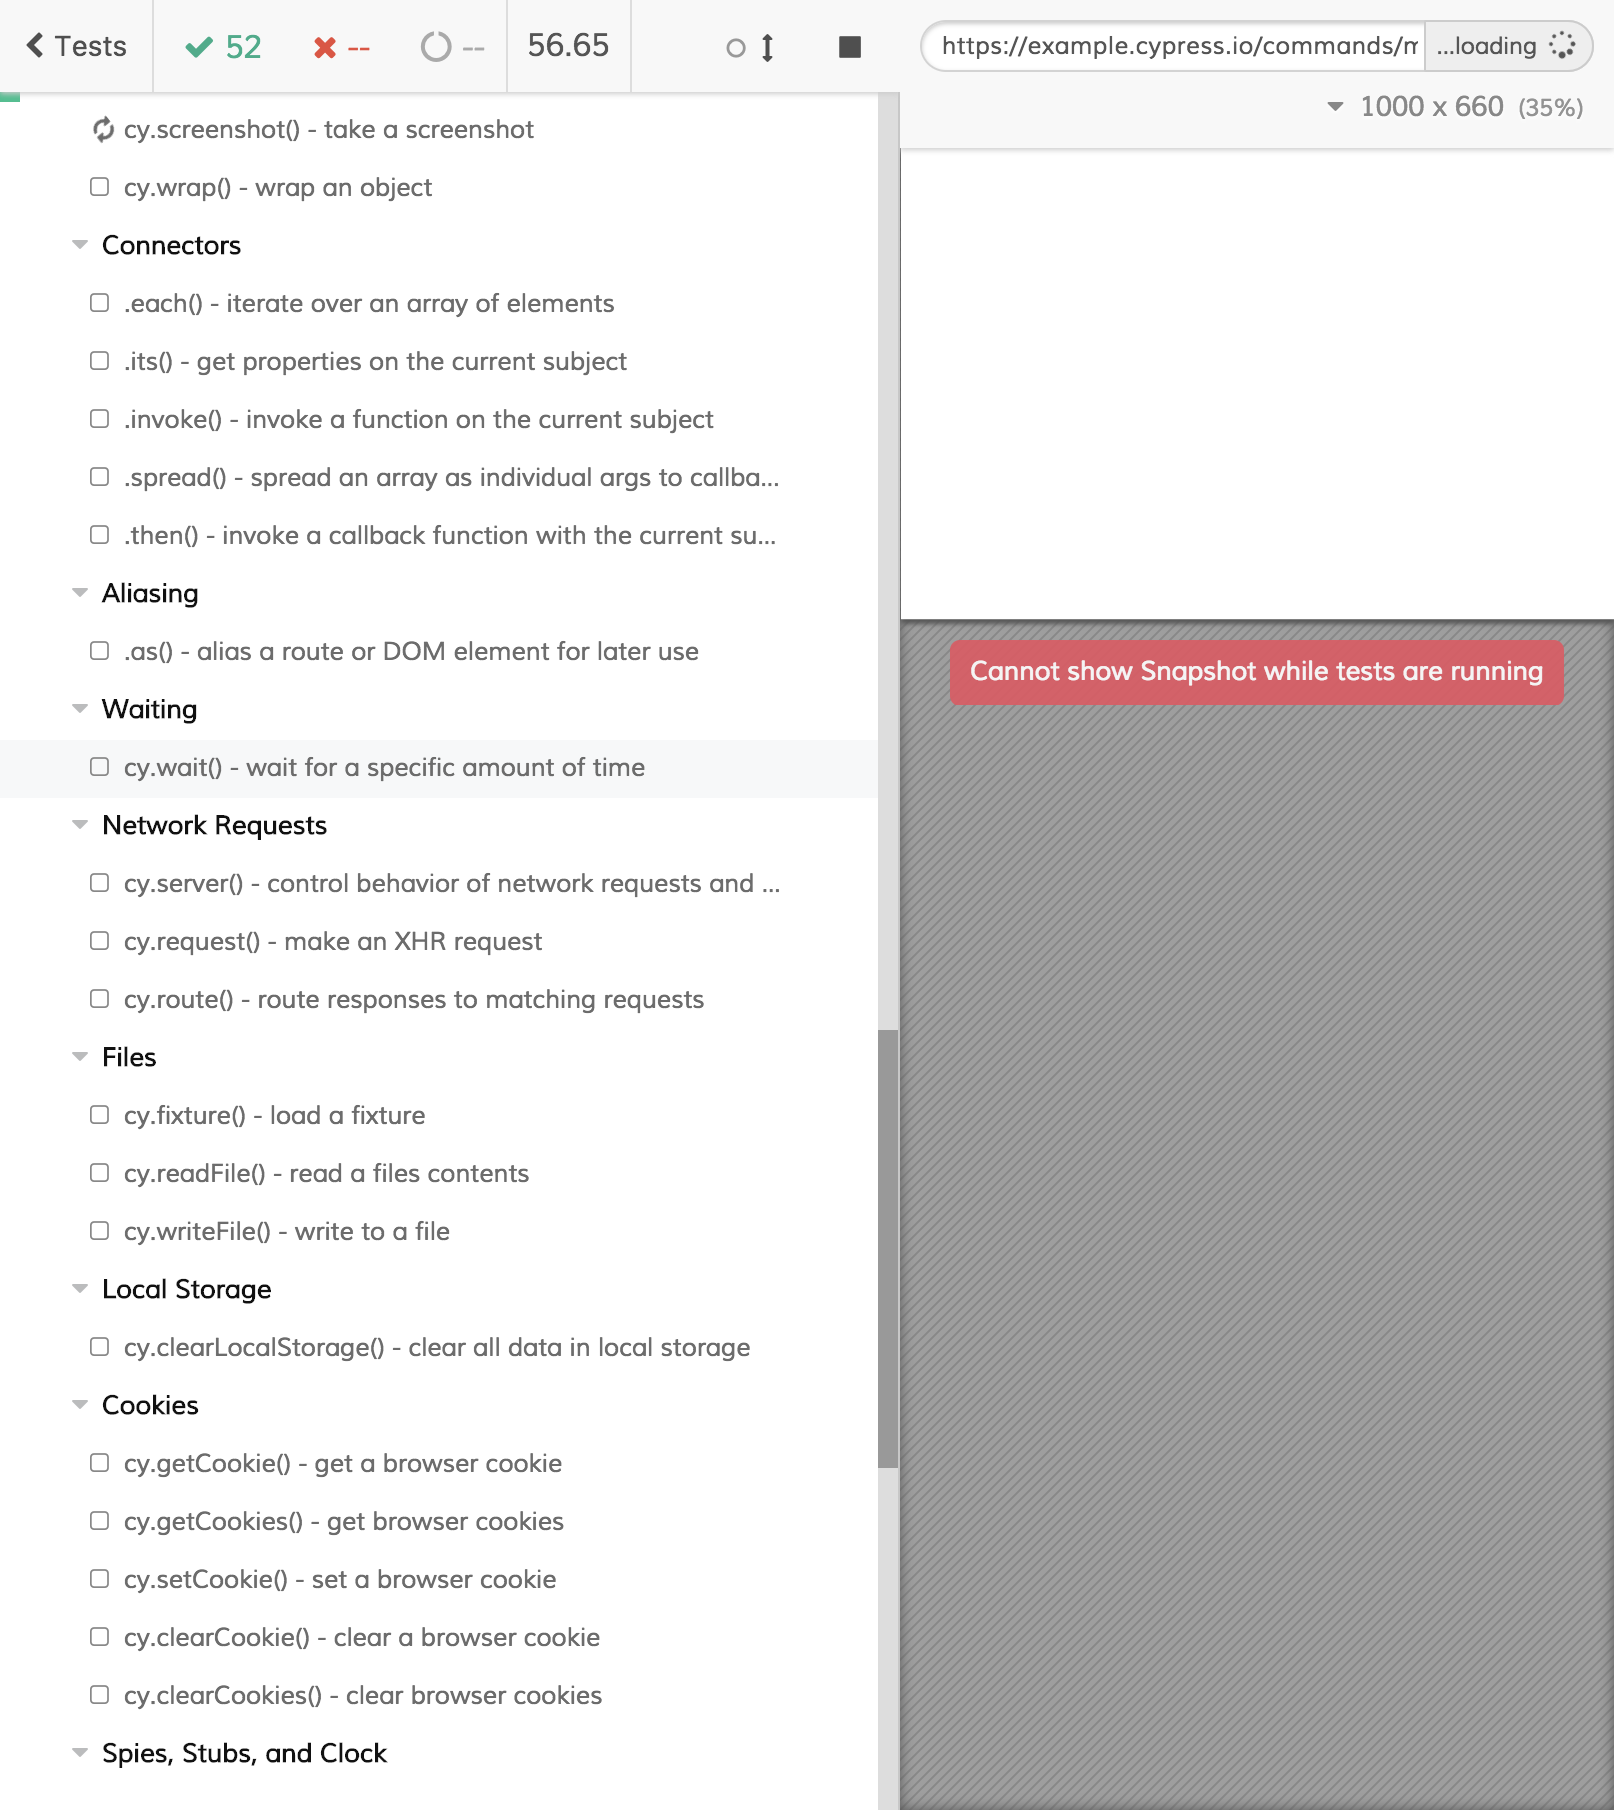 Tests
52
--
--
56.65
https://example.cypress.io/commands/m
...loading
1000 x 660 (35%)
cy.screenshot() - take a screenshot
cy.wrap() - wrap an object
Connectors
.each() - iterate over an array of elements
.its() - get properties on the current subject
.invoke() - invoke a function on the current subject
.spread() - spread an array as individual args to callba...
.then() - invoke a callback function with the current su...
Aliasing
.as() - alias a route or DOM element for later use
Waiting
cy.wait() - wait for a specific amount of time
Network Requests
cy.server() - control behavior of network requests and ...
cy.request() - make an XHR request
cy.route() - route responses to matching requests
Files
cy.fixture() - load a fixture
cy.readFile() - read a files contents
cy.writeFile() - write to a file
Local Storage
cy.clearLocalStorage() - clear all data in local storage
Cookies
cy.getCookie() - get a browser cookie
cy.getCookies() - get browser cookies
cy.setCookie() - set a browser cookie
cy.clearCookie() - clear a browser cookie
cy.clearCookies() - clear browser cookies
Spies, Stubs, and Clock
Cannot show Snapshot while tests are running